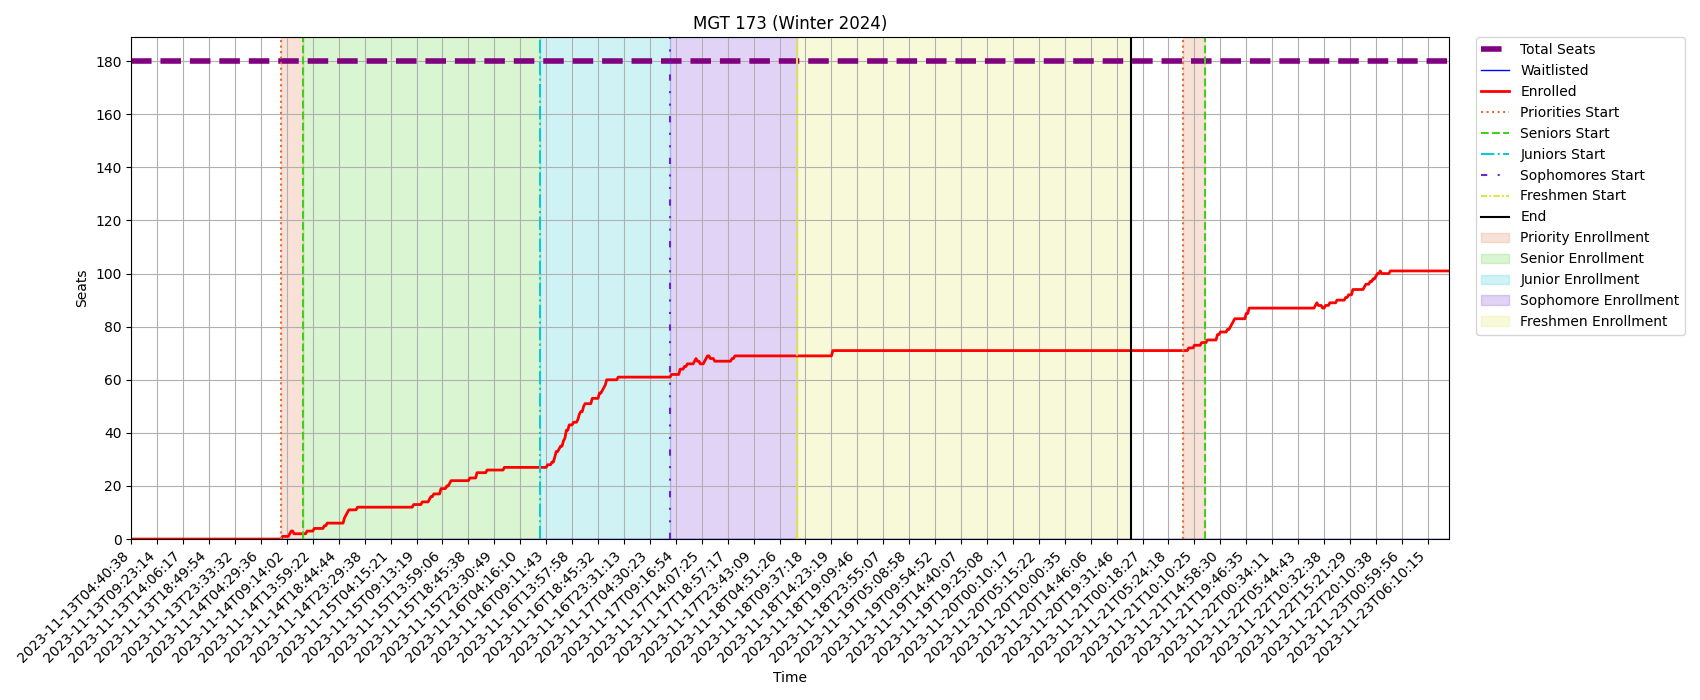 MGT 173 (Winter 2024)
Seats
180
160
140
120
100
80
60
40
20
0
2023-11-13T04:40:38
2023-11-13T09:23:14
2023-11-13T14:06:17
2023-11-13T18:49:54
2023-11-13T23:33:32
2023-11-14T04:29:36
2023-11-14T09:14:02
2023-11-14T13:59:22
2023-11-14T18:44:44
2023-11-14T23:29:38
2023-11-15T04:15:21
2023-11-15T09:13:19
2023-11-15T13:59:06
2023-11-15T18:45:38
2023-11-15T23:30:49
2023-11-16T04:16:10
2023-11-16T09:11:43
2023-11-16T13:57:58
2023-11-16T18:45:32
2023-11-16T23:31:13
2023-11-17T04:30:23
2023-11-17T09:16:54
2023-11-17T14:07:25
2023-11-17T18:57:17
2023-11-17T23:43:09
2023-11-18T04:51:26
2023-11-18T09:37:18
2023-11-18T14:23:19
2023-11-18T19:09:46
2023-11-18T23:55:07
2023-11-19T05:08:58
2023-11-19T09:54:52
2023-11-19T14:40:07
2023-11-19T19:25:08
2023-11-20T00:10:17
2023-11-20T05:15:22
2023-11-20T10:00:35
2023-11-20T14:46:06
2023-11-20T19:31:46
2023-11-21T00:18:27
2023-11-21T05:24:18
2023-11-21T10:10:25
2023-11-21T14:58:30
2023-11-21T19:46:35
2023-11-22T00:34:11
2023-11-22T05:44:43
2023-11-22T10:32:38
2023-11-22T15:21:29
2023-11-22T20:10:38
2023-11-23T00:59:56
2023-11-23T06:10:15
Time
Total Seats
Waitlisted
Enrolled
Priorities Start
Seniors Start
Juniors Start
Sophomores Start
Freshmen Start
End
Priority Enrollment
Senior Enrollment
Junior Enrollment
Sophomore Enrollment
Freshmen Enrollment